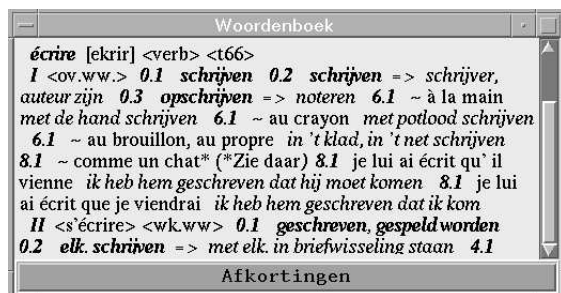 Woordenboek
écrire [ekrir] <verb> <t66>
I <ov.ww.> 0.1 schrijven 0.2 schrijven => schrijver,
auteur zijn 0.3 opschrijven => noteren 6.1 ~ à la main
met de hand schrijven 6.1 ~ au crayon met potlood schrijven
6.1 ~ au brouillon, au propre in 't klad, in 't net schrijven
8.1 ~ comme un chat* (*Zie daar) 8.1 je lui ai écrit qu' il
vienne ik heb hem geschreven dat hij moet komen 8.1 je lui
ai écrit que je viendrai ik heb hem geschreven dat ik kom
II <s'écrire> <wk.ww> 0.1 geschreven, gespeld worden
0.2 elk. schrijven => met elk. in briefwisseling staan 4.1
Afkortingen